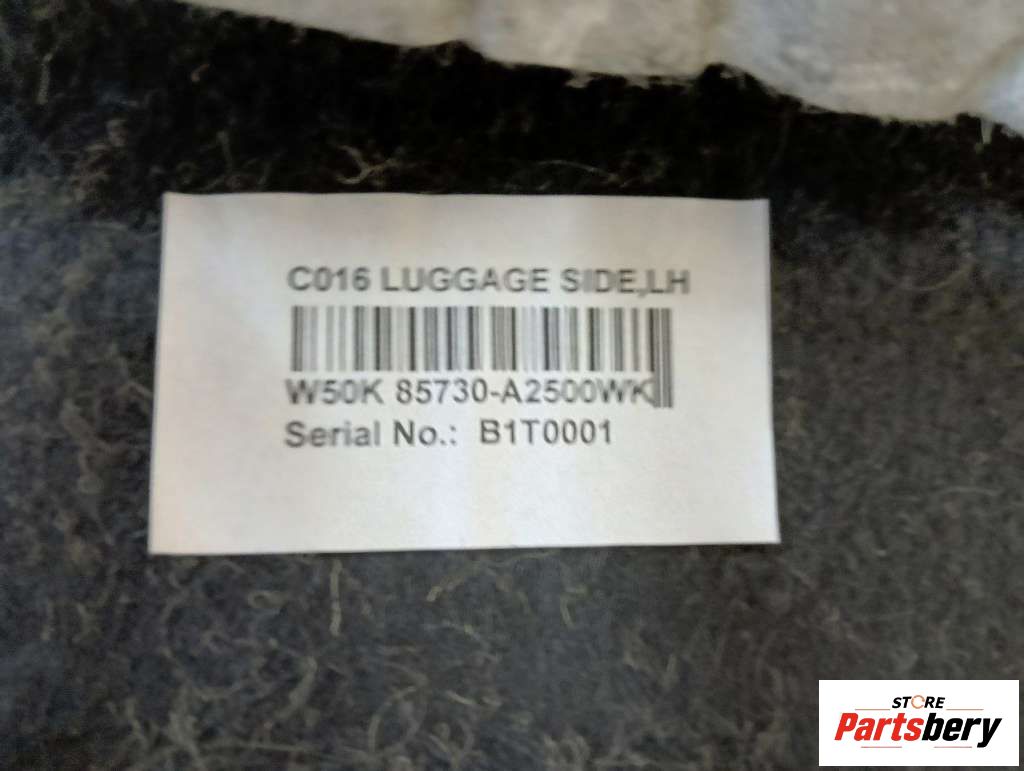 C016 LUGGAGE SIDE,LH
W50K 85730-A2500WK
Serial No.: B1T0001
STORE
Partsbery